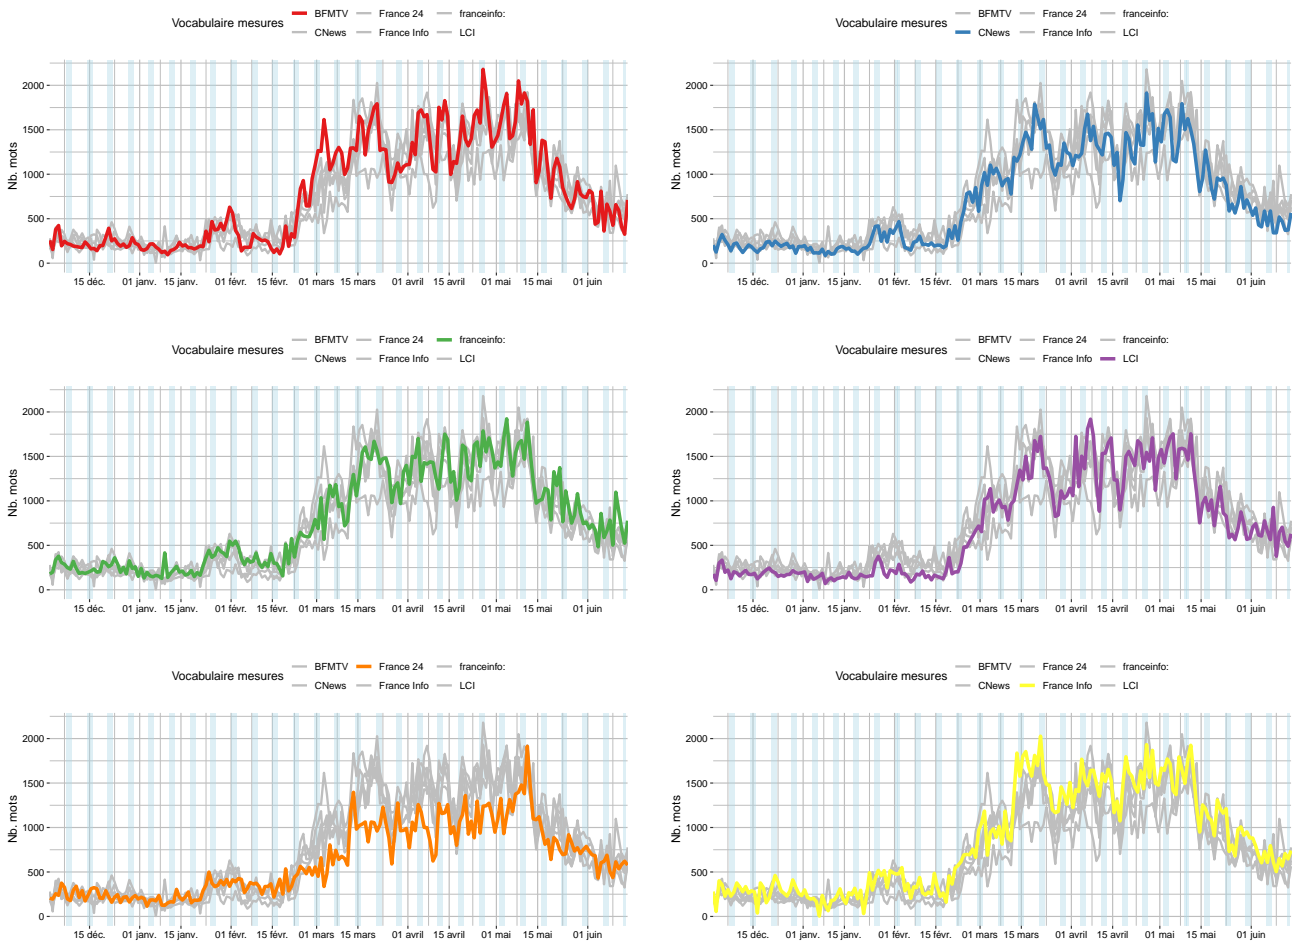 Vocabulaire mesures BFMTV France 24 franceinfo:
CNews France Info LCI
Nb. mots
2000
1500
1000
500
0
15 déc. 01 janv. 15 janv. 01 févr. 15 févr. 01 mars 15 mars 01 avril 15 avril 01 mai 15 mai 01 juin
Vocabulaire mesures BFMTV France 24 franceinfo:
CNews France Info LCI
Nb. mots
2000
1500
1000
500
0
15 déc. 01 janv. 15 janv. 01 févr. 15 févr. 01 mars 15 mars 01 avril 15 avril 01 mai 15 mai 01 juin
Vocabulaire mesures BFMTV France 24 franceinfo:
CNews France Info LCI
Nb. mots
2000
1500
1000
500
0
15 déc. 01 janv. 15 janv. 01 févr. 15 févr. 01 mars 15 mars 01 avril 15 avril 01 mai 15 mai 01 juin
Vocabulaire mesures BFMTV France 24 franceinfo:
CNews France Info LCI
Nb. mots
2000
1500
1000
500
0
15 déc. 01 janv. 15 janv. 01 févr. 15 févr. 01 mars 15 mars 01 avril 15 avril 01 mai 15 mai 01 juin
Vocabulaire mesures BFMTV France 24 franceinfo:
CNews France Info LCI
Nb. mots
2000
1500
1000
500
0
15 déc. 01 janv. 15 janv. 01 févr. 15 févr. 01 mars 15 mars 01 avril 15 avril 01 mai 15 mai 01 juin
Vocabulaire mesures BFMTV France 24 franceinfo:
CNews France Info LCI
Nb. mots
2000
1500
1000
500
0
15 déc. 01 janv. 15 janv. 01 févr. 15 févr. 01 mars 15 mars 01 avril 15 avril 01 mai 15 mai 01 juin